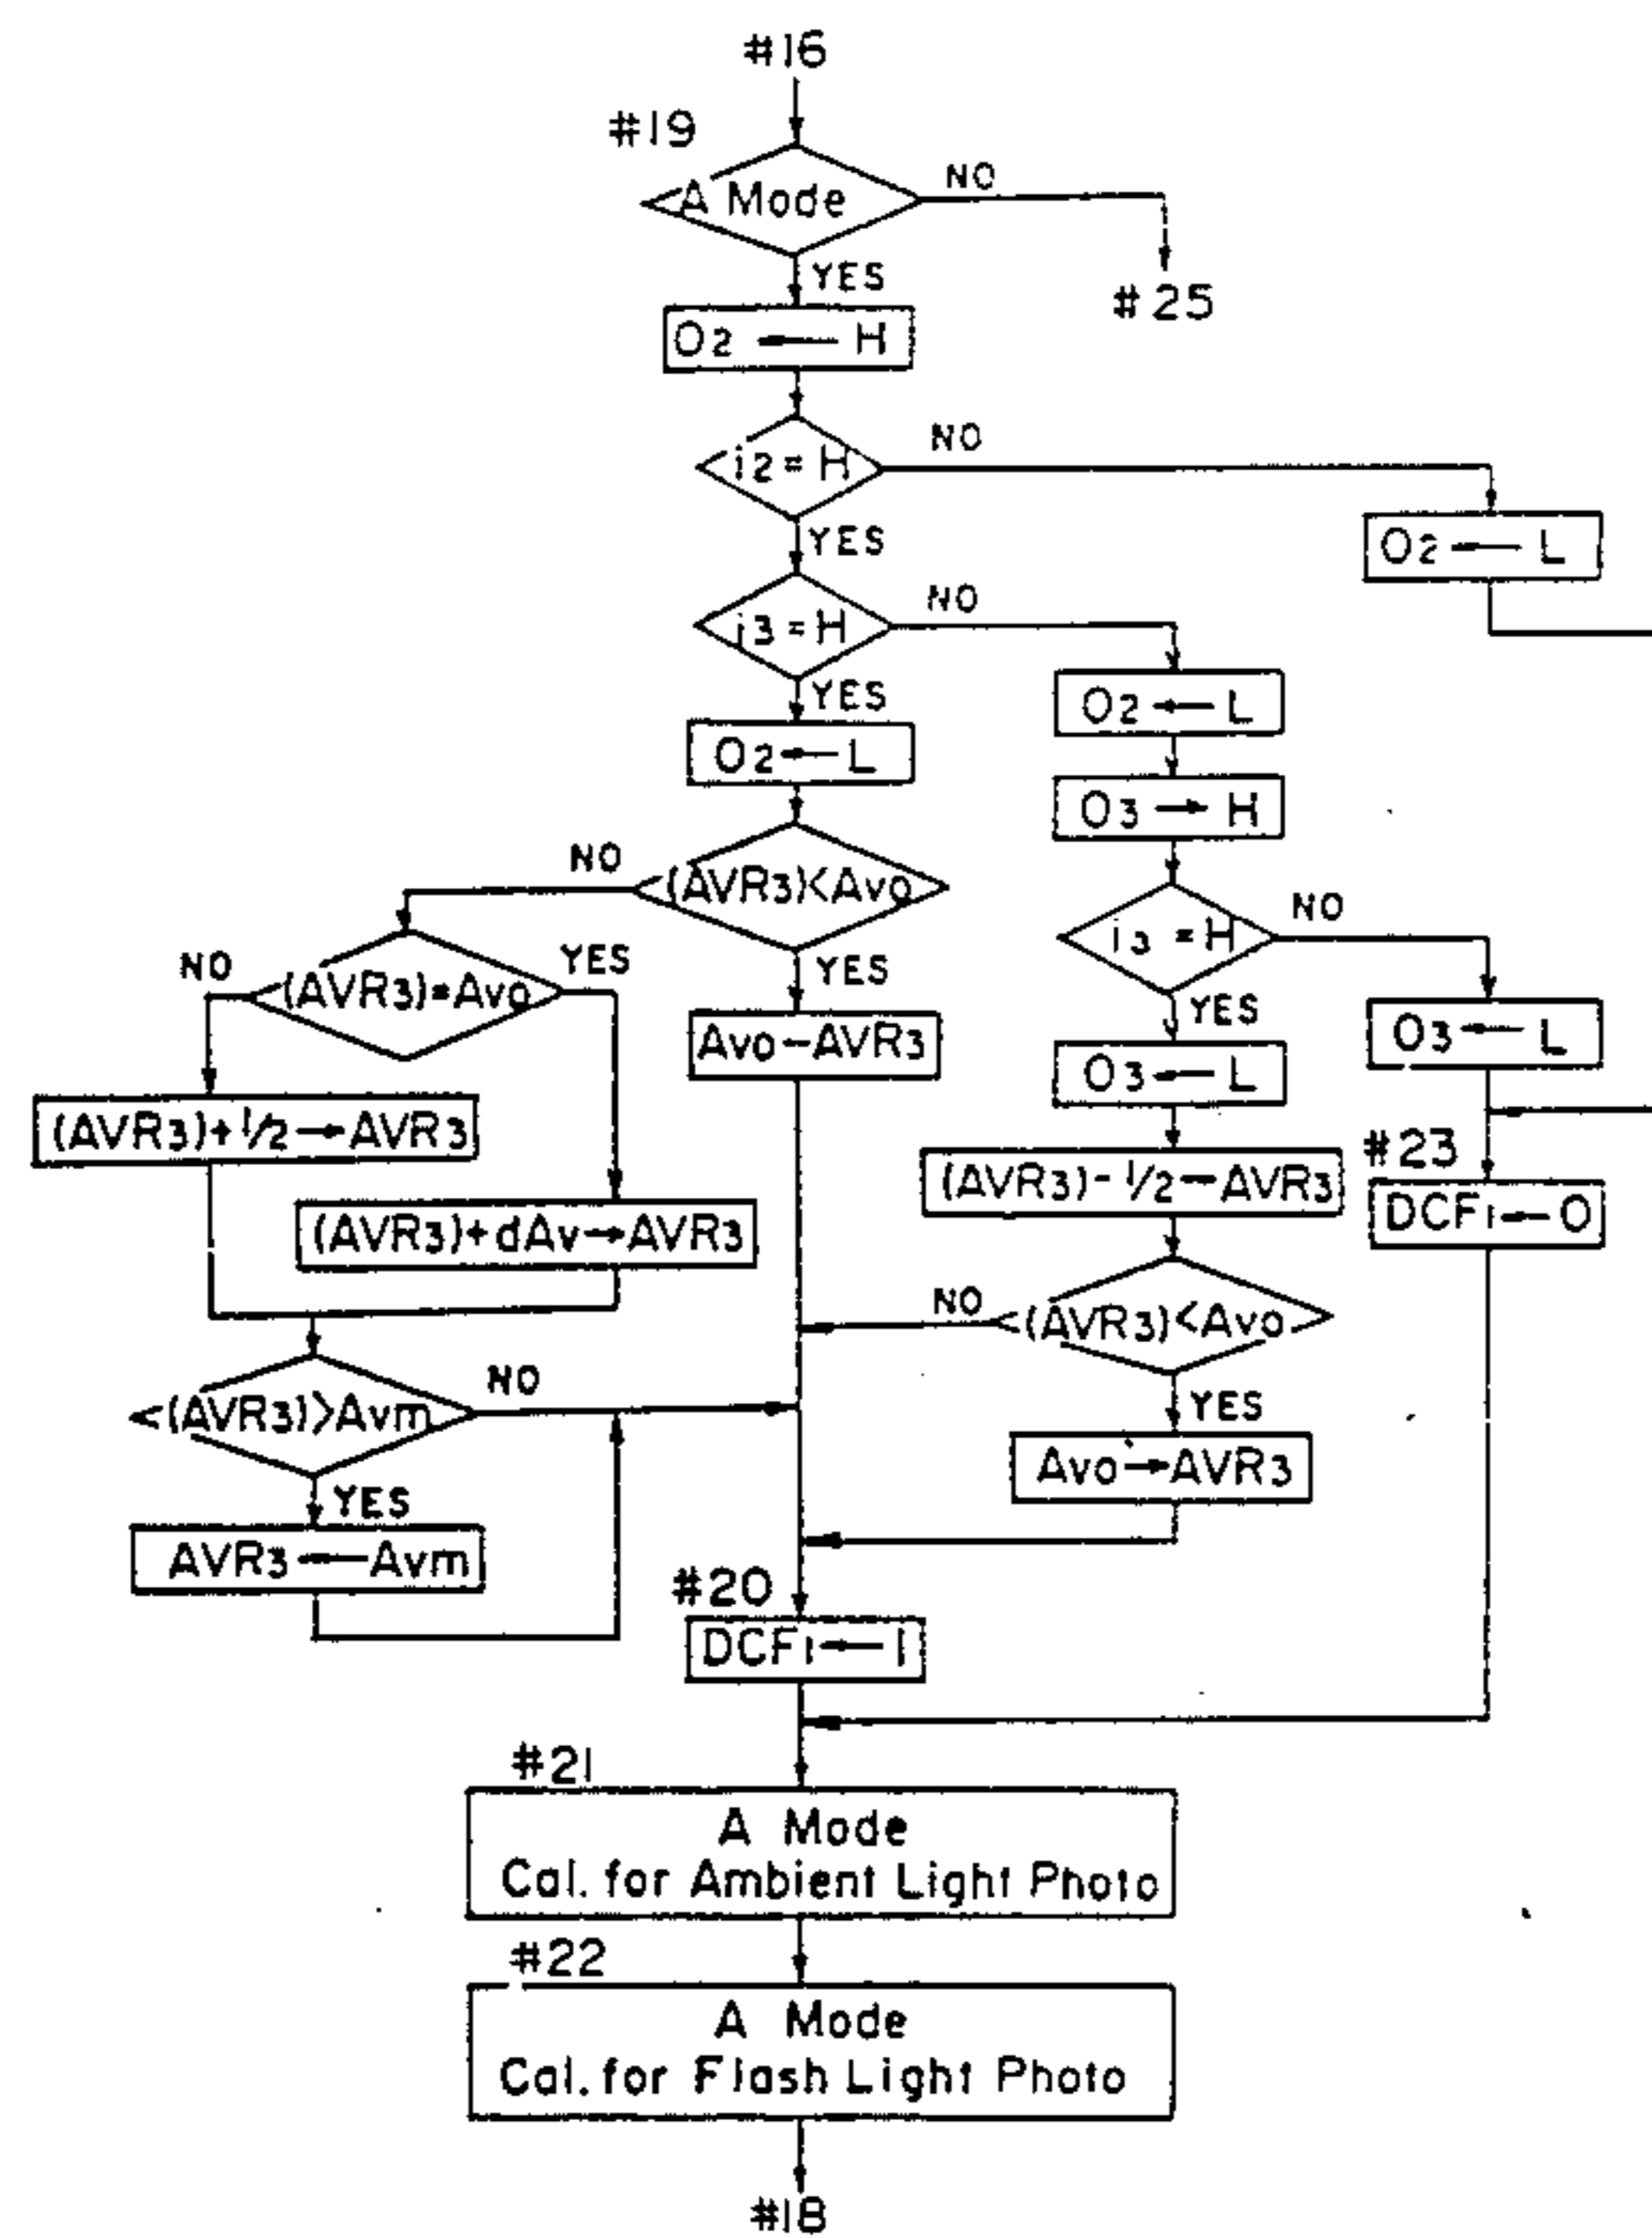 #16
#19
A Mode
NO
YES
#25
O2 ← H
i2 = H
NO
YES
O2 ← L
i3 = H
NO
YES
O2 ← L
O2 ← L
O3 → H
(AVR3)<Avo
NO
YES
i3 = H
NO
YES
(AVR3)=Avo
NO
YES
Avo – AVR3
O3 ← L
O3 ← L
(AVR3)+1/2 → AVR3
#23
(AVR3)-1/2 – AVR3
DCF1 ← 0
(AVR3)+dAv → AVR3
(AVR3)<Avo
NO
YES
(AVR3)>Avm
NO
YES
Avo → AVR3
AVR3 ← Avm
#20
DCF1 ← 1
#21
A Mode
Cal. for Ambient Light Photo
#22
A Mode
Cal. for Flash Light Photo
#18